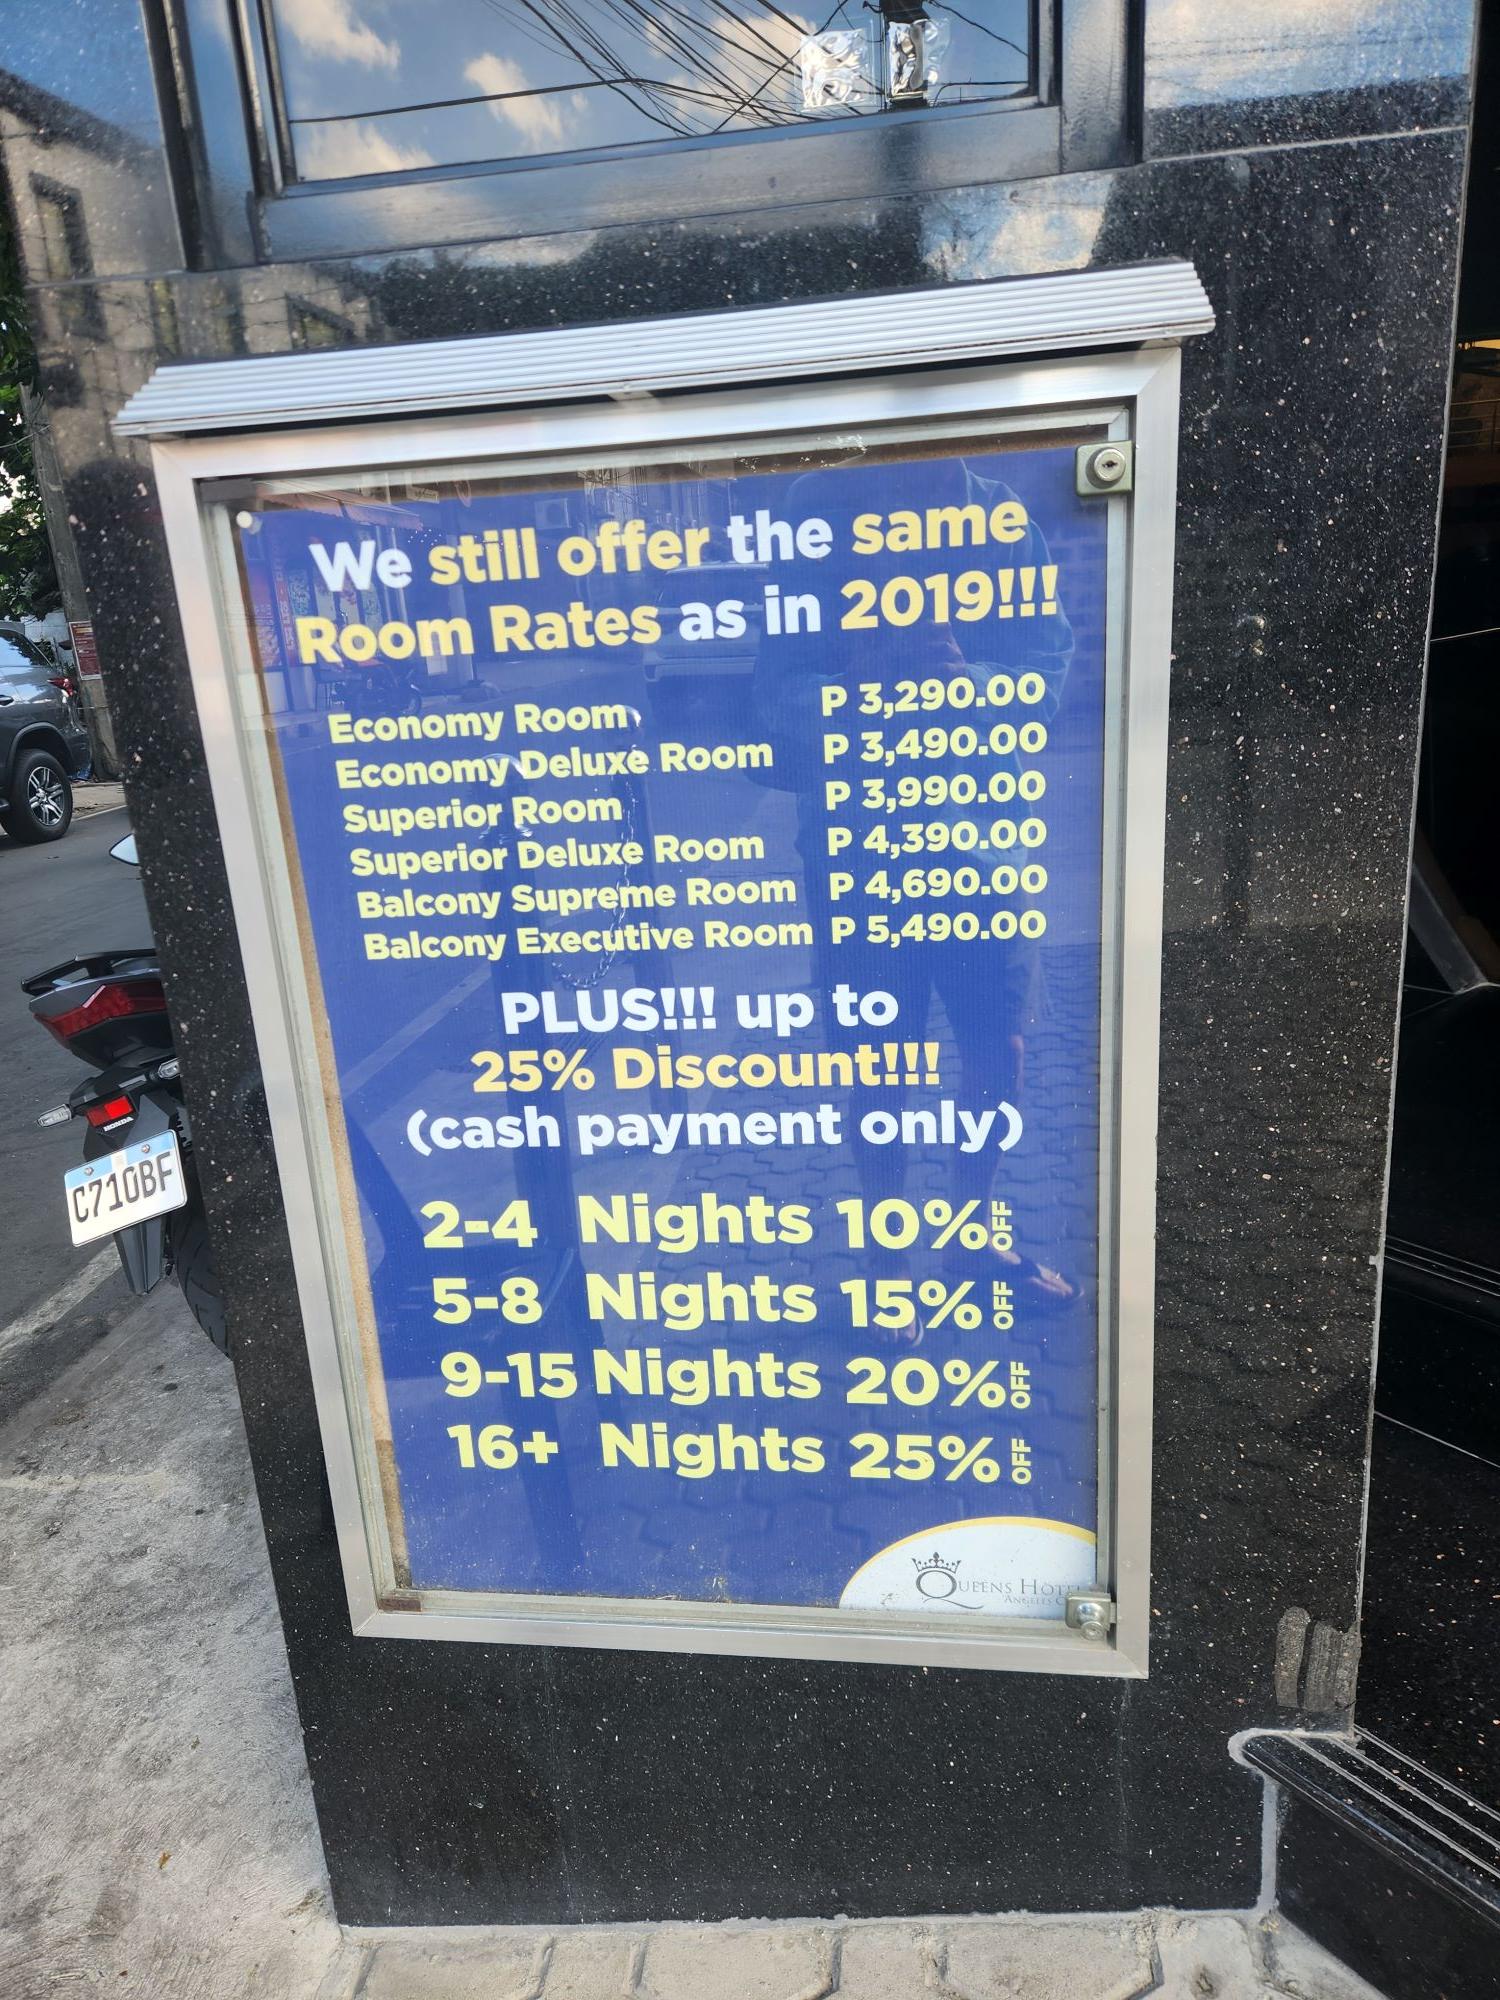 We still offer the same
Room Rates as in 2019!!!
Economy Room P 3,290.00
Economy Deluxe Room P 3,490.00
Superior Room P 3,990.00
Superior Deluxe Room P 4,390.00
Balcony Supreme Room P 4,690.00
Balcony Executive Room P 5,490.00
PLUS!!! up to
25% Discount!!!
(cash payment only)
2-4 Nights 10% OFF
5-8 Nights 15% OFF
9-15 Nights 20% OFF
16+ Nights 25% OFF
QUEENS HOTE
ANGELES C
HONDA
C710BF